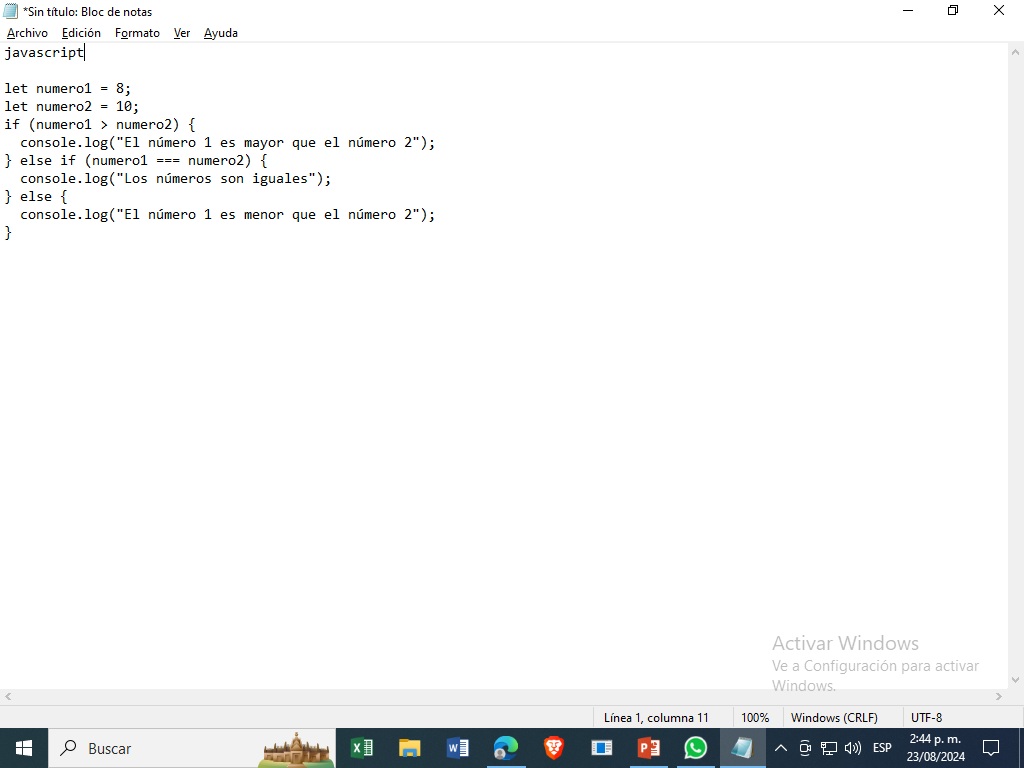 *Sin título: Bloc de notas
Archivo Edición Formato Ver Ayuda
javascript
let numero1 = 8;
let numero2 = 10;
if (numero1 > numero2) {
  console.log("El número 1 es mayor que el número 2");
} else if (numero1 === numero2) {
  console.log("Los números son iguales");
} else {
  console.log("El número 1 es menor que el número 2");
}
Activar Windows
Ve a Configuración para activar
Windows.
Línea 1, columna 11 100% Windows (CRLF) UTF-8
Buscar ESP 2:44 p. m.
23/08/2024